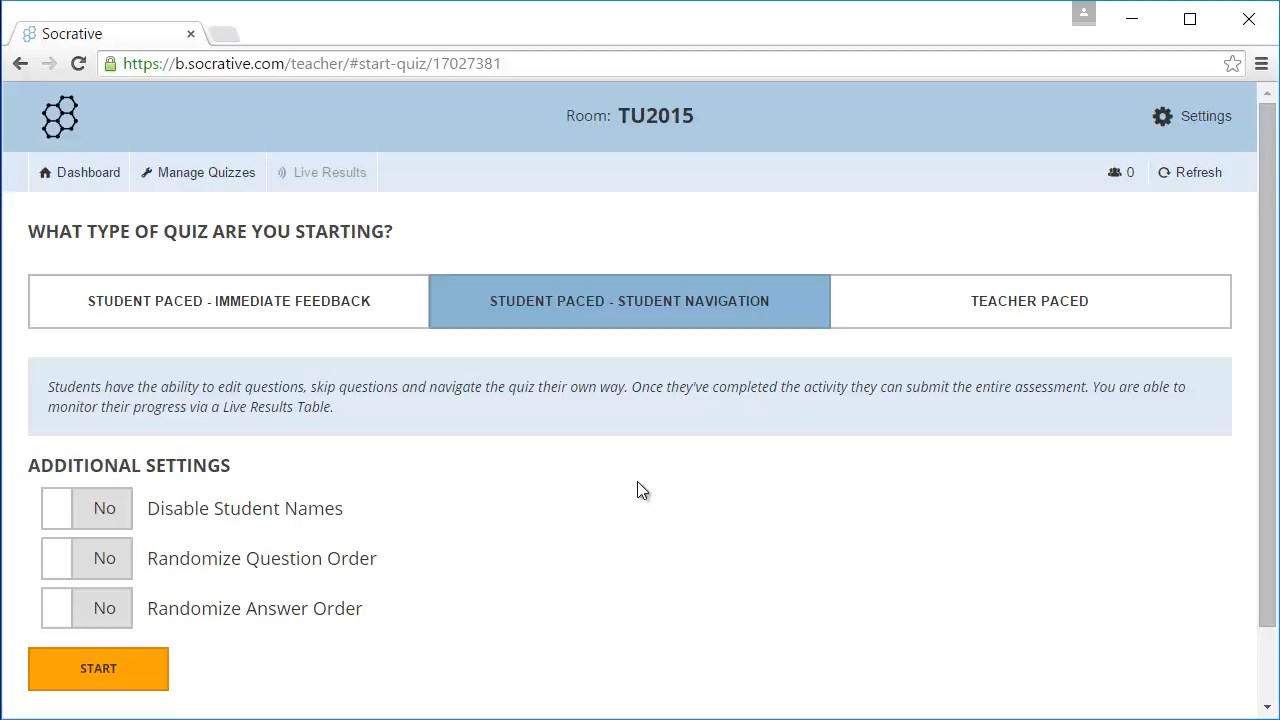 Socrative
https://b.socrative.com/teacher/#start-quiz/17027381
Room: TU2015
Settings
Dashboard Manage Quizzes Live Results 0 Refresh
WHAT TYPE OF QUIZ ARE YOU STARTING?
STUDENT PACED - IMMEDIATE FEEDBACK STUDENT PACED - STUDENT NAVIGATION TEACHER PACED
Students have the ability to edit questions, skip questions and navigate the quiz their own way. Once they've completed the activity they can submit the entire assessment. You are able to
monitor their progress via a Live Results Table.
ADDITIONAL SETTINGS
No Disable Student Names
No Randomize Question Order
No Randomize Answer Order
START